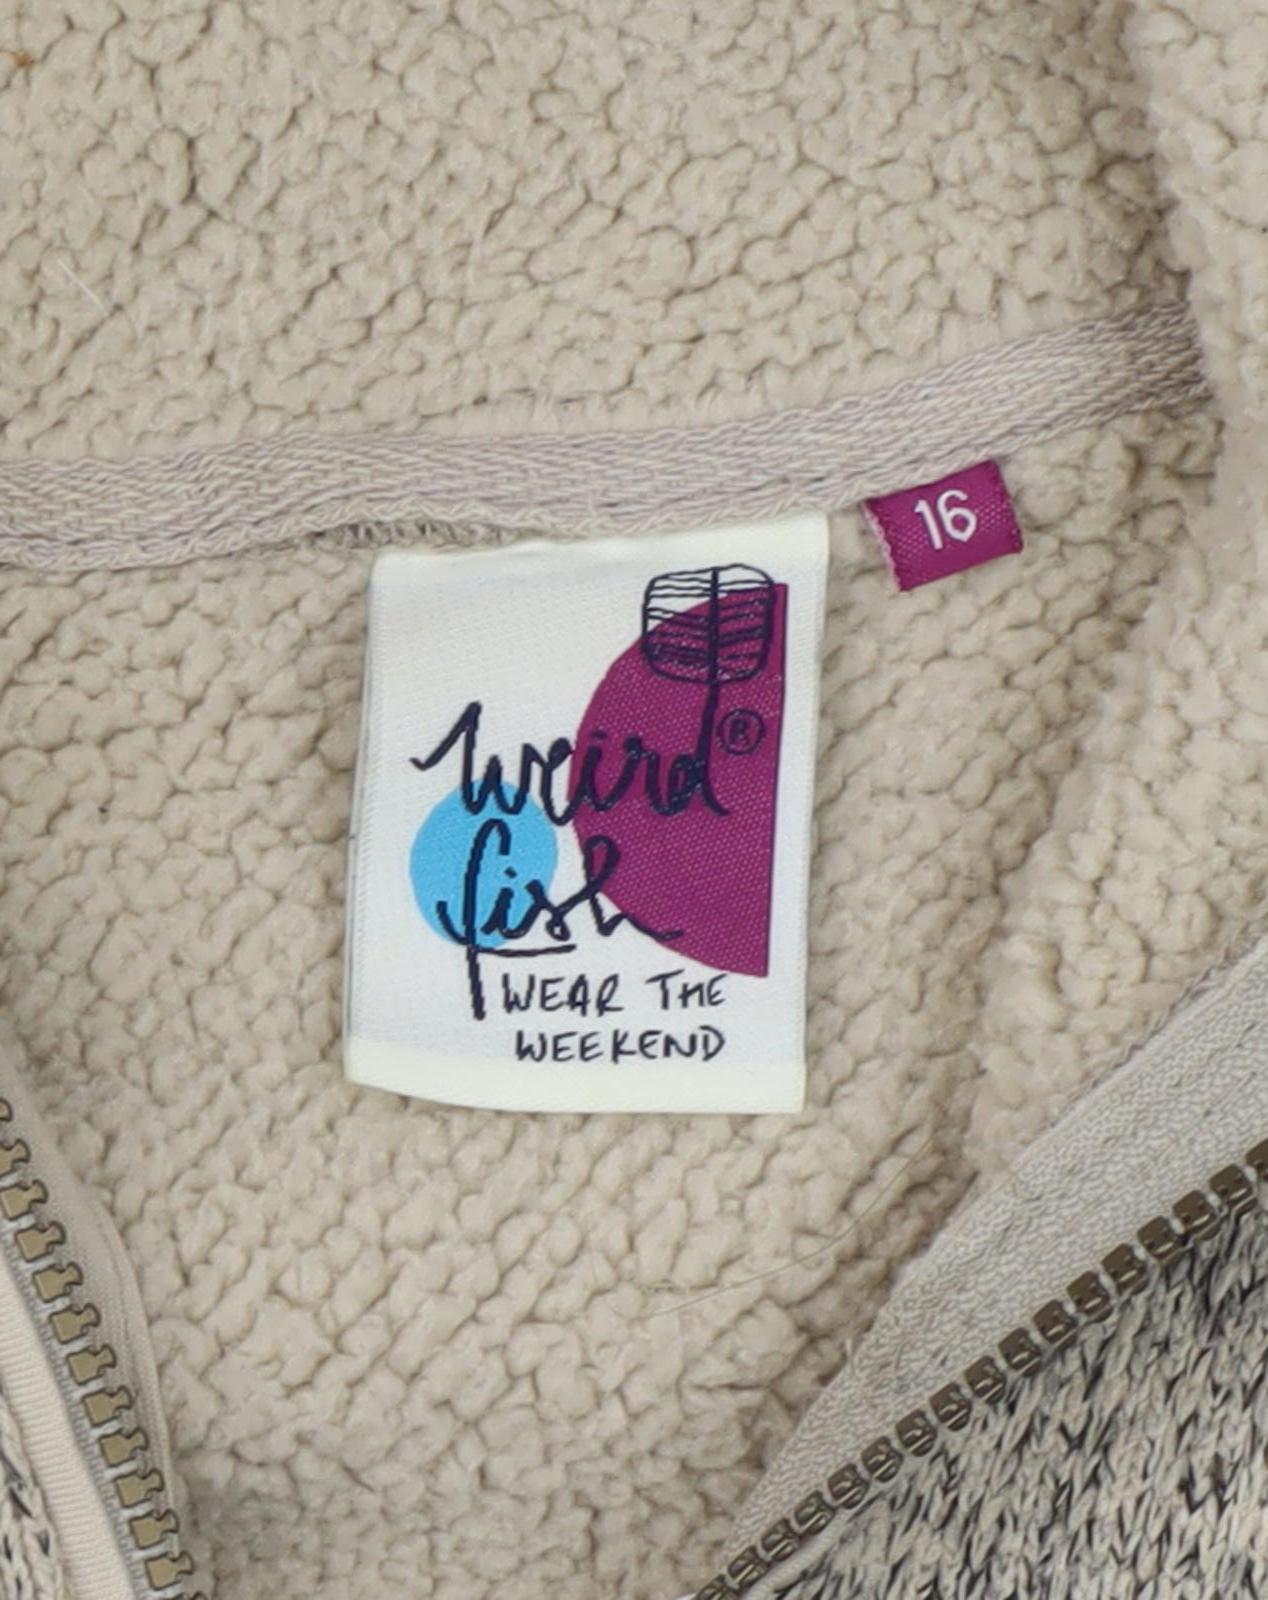 16
weird®
fish
WEAR THE
WEEKEND